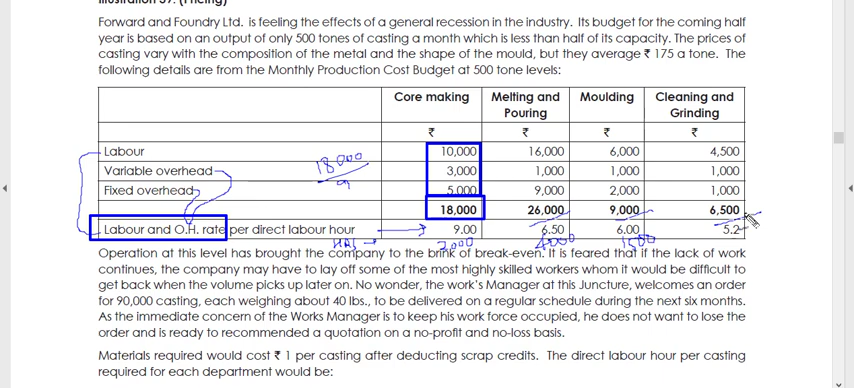 Illustration 39. (Pricing)
Forward and Foundry Ltd. is feeling the effects of a general recession in the industry. Its budget for the coming half
year is based on an output of only 500 tones of casting a month which is less than half of its capacity. The prices of
casting vary with the composition of the metal and the shape of the mould, but they average ₹ 175 a tone. The
following details are from the Monthly Production Cost Budget at 500 tone levels:
Core making Melting and Pouring Moulding Cleaning and Grinding
₹ ₹ ₹ ₹
Labour 10,000 16,000 6,000 4,500
Variable overhead 3,000 1,000 1,000 1,000
Fixed overhead 5,000 9,000 2,000 1,000
18,000 26,000 9,000 6,500
Labour and O.H. rate per direct labour hour 9.00 6.50 6.00 5.2
18000
9
HRS → 2000 4000 1500
Operation at this level has brought the company to the brink of break-even. It is feared that if the lack of work
continues, the company may have to lay off some of the most highly skilled workers whom it would be difficult to
get back when the volume picks up later on. No wonder, the work's Manager at this Juncture, welcomes an order
for 90,000 casting, each weighing about 40 lbs., to be delivered on a regular schedule during the next six months.
As the immediate concern of the Works Manager is to keep his work force occupied, he does not want to lose the
order and is ready to recommended a quotation on a no-profit and no-loss basis.
Materials required would cost ₹ 1 per casting after deducting scrap credits. The direct labour hour per casting
required for each department would be: